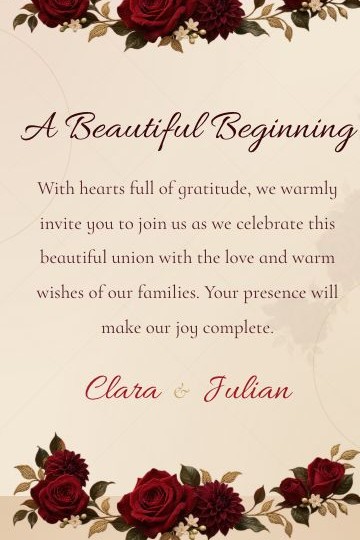 A Beautiful Beginning
With hearts full of gratitude, we warmly
invite you to join us as we celebrate this
beautiful union with the love and warm
wishes of our families. Your presence will
make our joy complete.
Clara & Julian